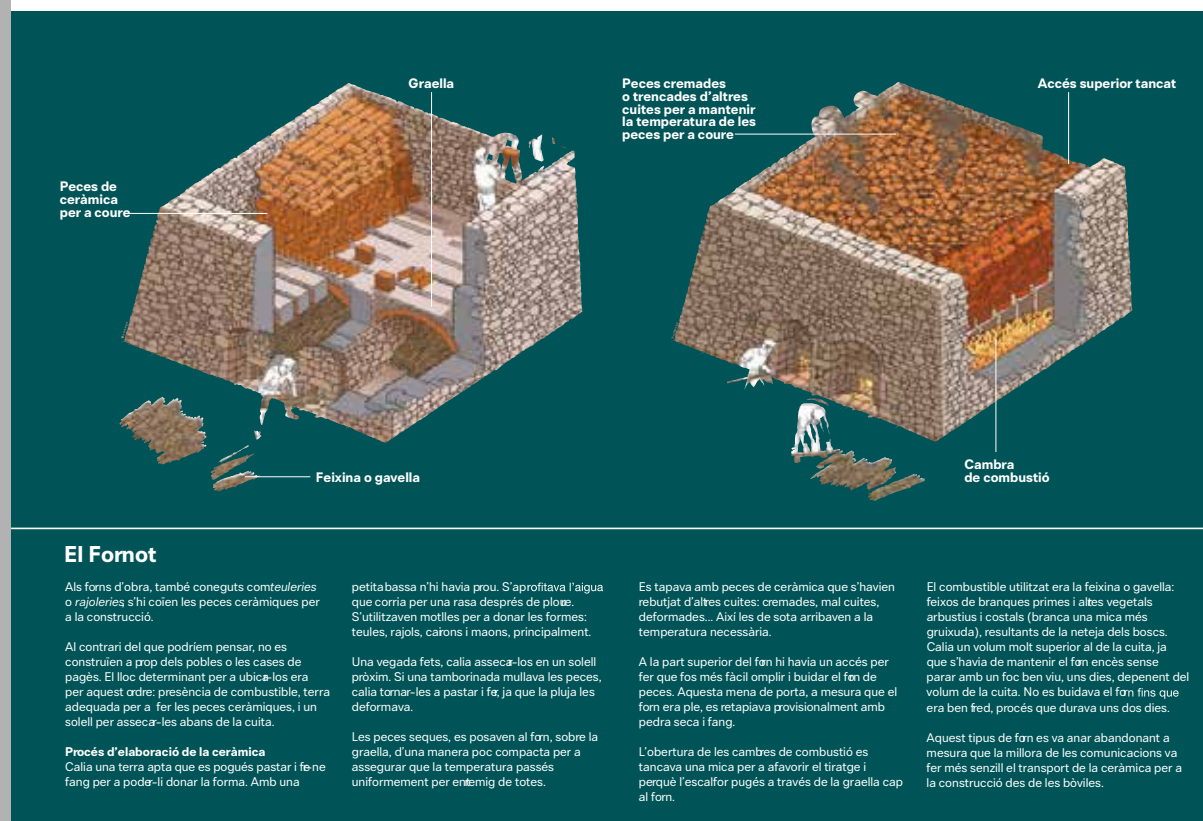 Graella
Peces de
ceràmica
per a coure
Feixina o gavella
Peces cremades
o trencades d'altres
cuites per a mantenir
la temperatura de les
peces per a coure
Accés superior tancat
Cambra
de combustió
El Fornot
Als forns d'obra, també coneguts com teuleries
o rajoleries, s'hi coïen les peces ceràmiques per
a la construcció.
Al contrari del que podríem pensar, no es
construïen a prop dels pobles o les cases de
pagès. El lloc determinant per a ubicar-los era
per aquest ordre: presència de combustible, terra
adequada per a fer les peces ceràmiques, i un
solell per assecar-les abans de la cuita.
Procés d'elaboració de la ceràmica
Calia una terra apta que es pogués pastar i fer-ne
fang per a poder-li donar la forma. Amb una
petita bassa n'hi havia prou. S'aprofitava l'aigua
que corria per una rasa després de ploure.
S'utilitzaven motlles per a donar les formes:
teules, rajols, cairons i maons, principalment.
Una vegada fets, calia assecar-los en un solell
pròxim. Si una tamborinada mullava les peces,
calia tornar-les a pastar i fer, ja que la pluja les
deformava.
Les peces seques, es posaven al forn, sobre la
graella, d'una manera poc compacta per a
assegurar que la temperatura passés
uniformement per entremig de totes.
Es tapava amb peces de ceràmica que s'havien
rebutjat d'altres cuites: cremades, mal cuites,
deformades... Així les de sota arribaven a la
temperatura necessària.
A la part superior del forn hi havia un accés per
fer que fos més fàcil omplir i buidar el forn de
peces. Aquesta mena de porta, a mesura que el
forn era ple, es retapiava provisionalment amb
pedra seca i fang.
L'obertura de les cambres de combustió es
tancava una mica per a afavorir el tiratge i
perquè l'escalfor pugés a través de la graella cap
al forn.
El combustible utilitzat era la feixina o gavella:
feixos de branques primes i altres vegetals
arbustius i costals (branca una mica més
gruixuda), resultants de la neteja dels boscs.
Calia un volum molt superior al de la cuita, ja
que s'havia de mantenir el forn encès sense
parar amb un foc ben viu, uns dies, depenent del
volum de la cuita. No es buidava el forn fins que
era ben fred, procés que durava uns dos dies.
Aquest tipus de forn es va anar abandonant a
mesura que la millora de les comunicacions va
fer més senzill el transport de la ceràmica per a
la construcció des de les bòviles.